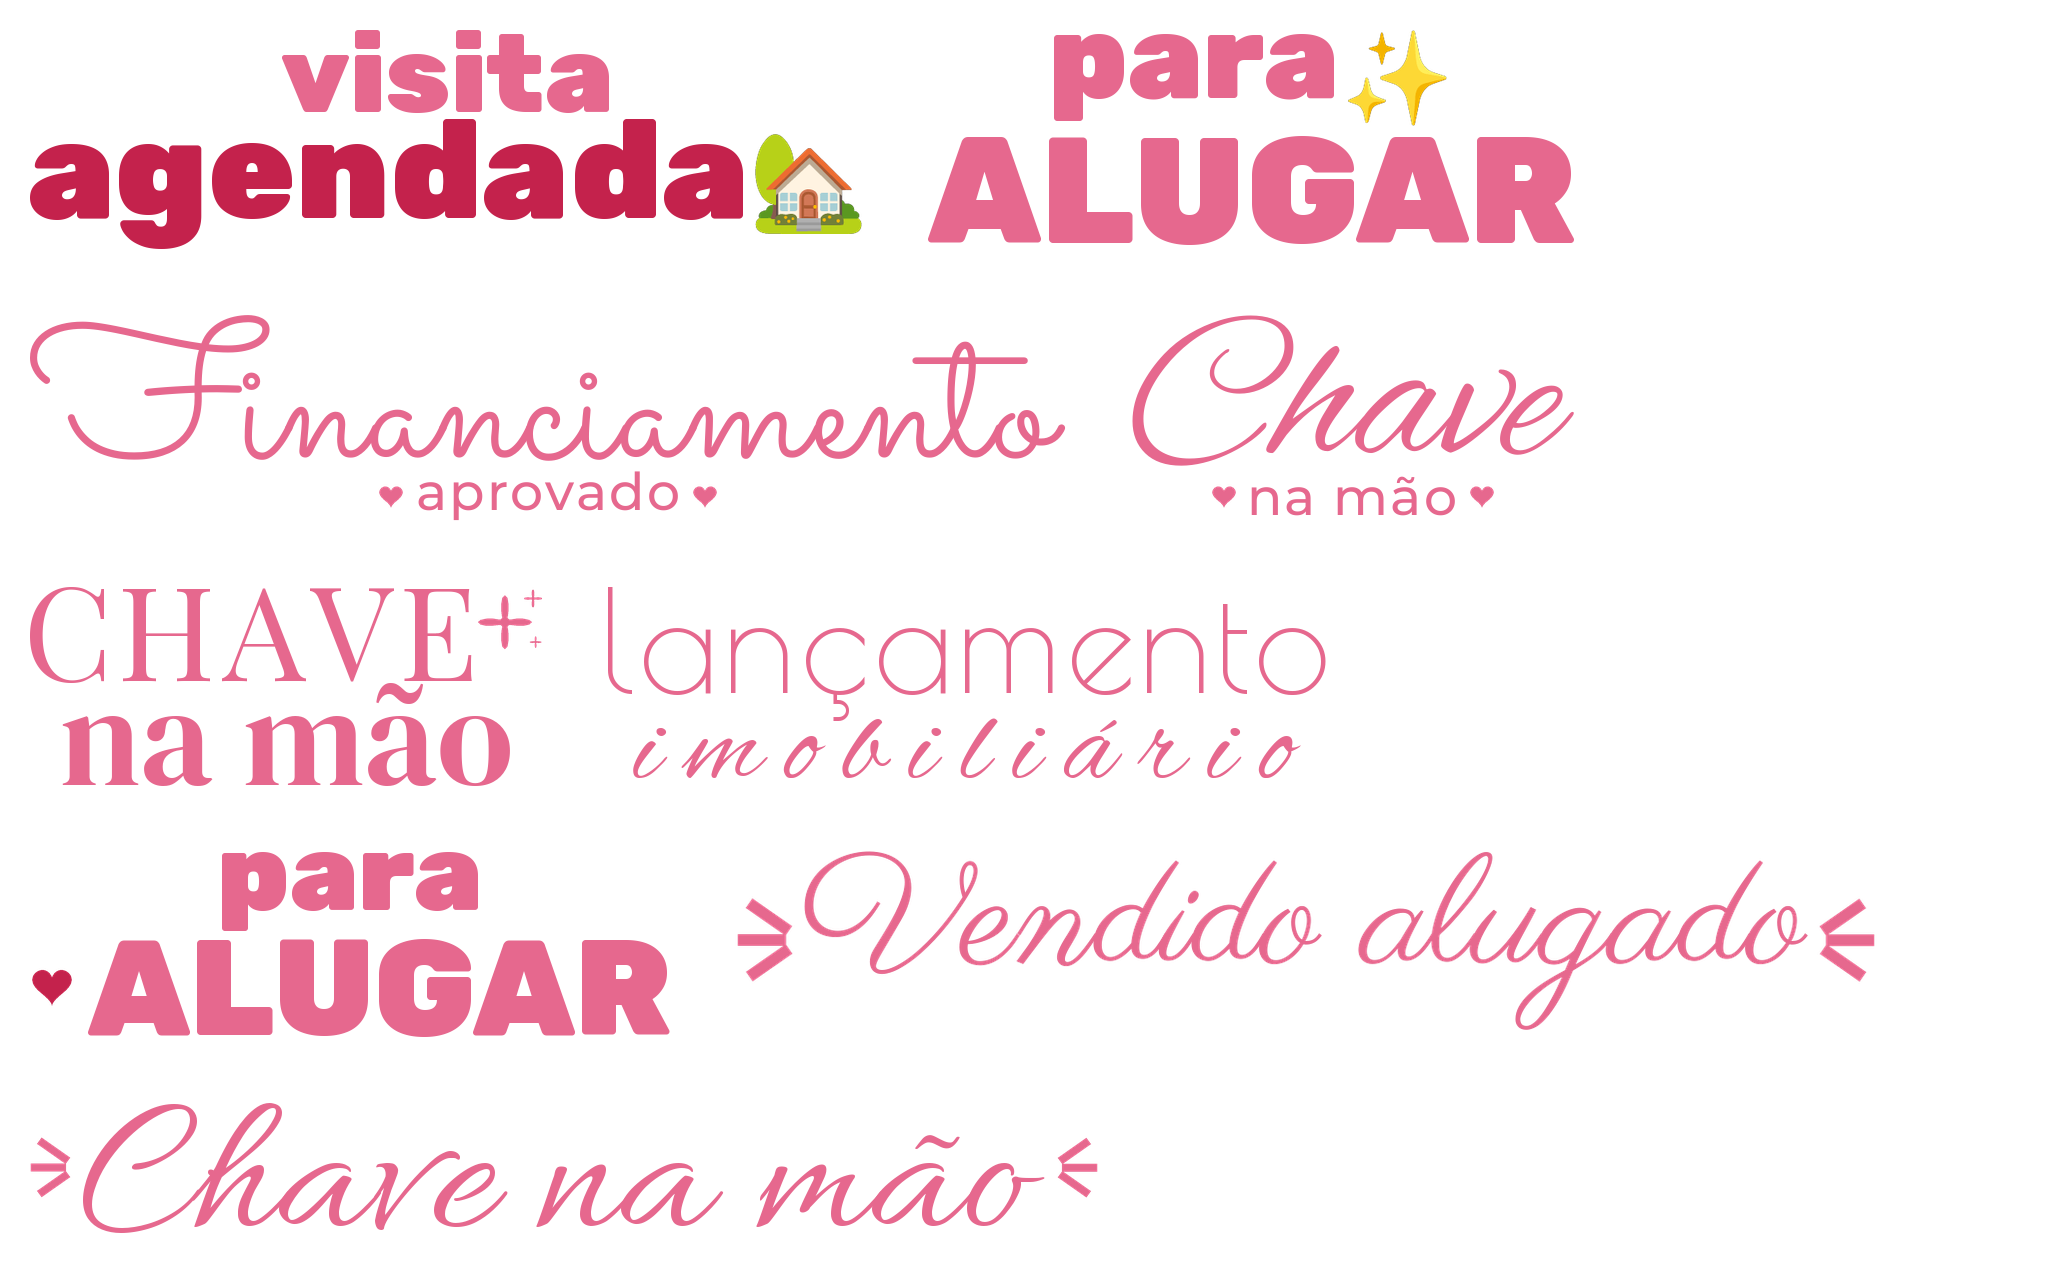 visita
agendada
para
ALUGAR
Financiamento
aprovado
Chave
na mão
CHAVE
na mão
lançamento
imobiliário
para
ALUGAR
Vendido alugado
Chave na mão